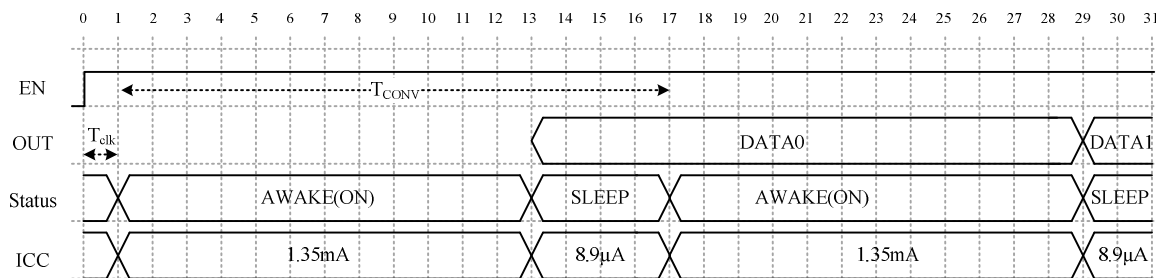 0 1 2 3 4 5 6 7 8 9 10 11 12 13 14 15 16 17 18 19 20 21 22 23 24 25 26 27 28 29 30 31
EN TCONV
Tclk
OUT DATA0 DATA1
Status AWAKE(ON) SLEEP AWAKE(ON) SLEEP
ICC 1.35mA 8.9μA 1.35mA 8.9μA